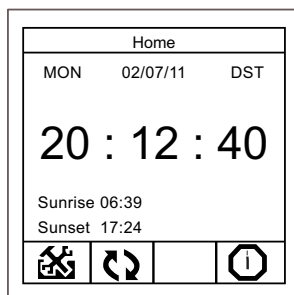 Home
MON 02/07/11 DST
20 : 12 : 40
Sunrise 06:39
Sunset 17:24
i